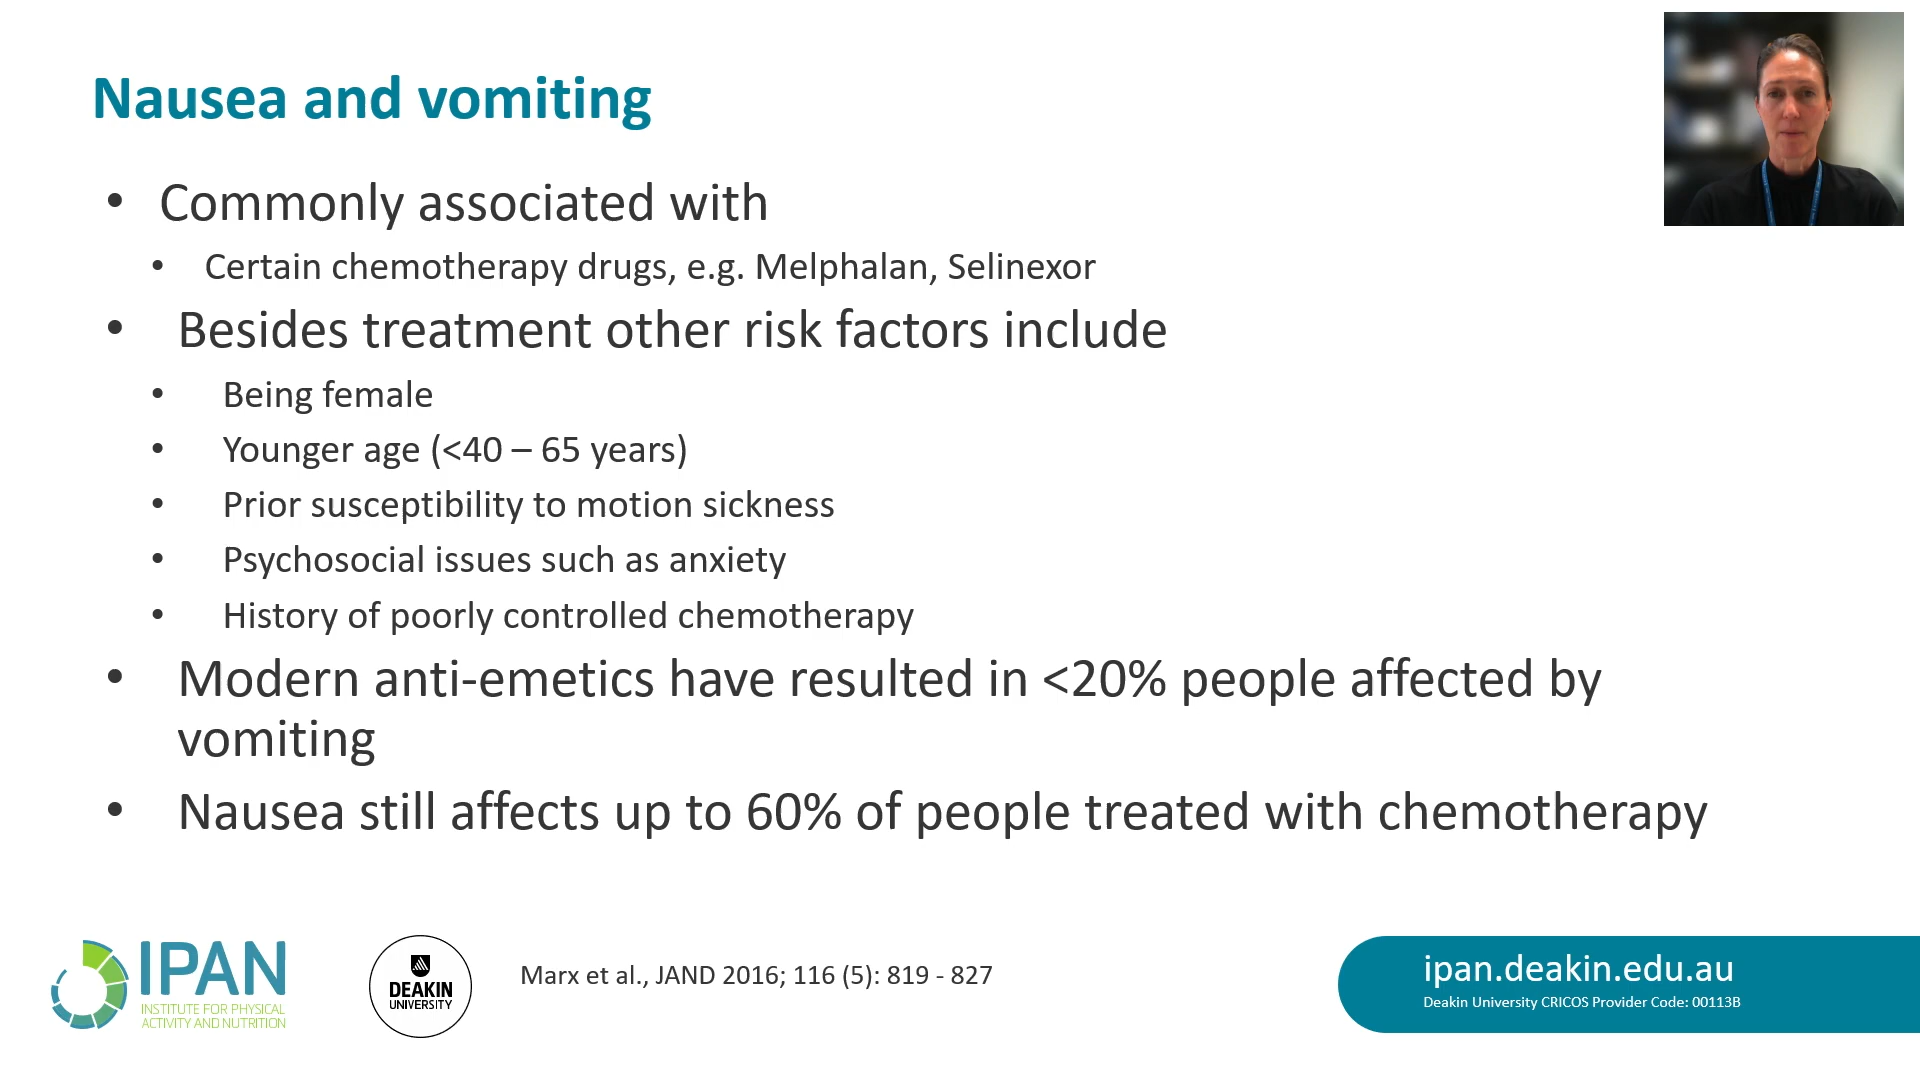 Nausea and vomiting
• Commonly associated with
• Certain chemotherapy drugs, e.g. Melphalan, Selinexor
• Besides treatment other risk factors include
• Being female
• Younger age (<40 – 65 years)
• Prior susceptibility to motion sickness
• Psychosocial issues such as anxiety
• History of poorly controlled chemotherapy
• Modern anti-emetics have resulted in <20% people affected by
vomiting
• Nausea still affects up to 60% of people treated with chemotherapy
IPAN
INSTITUTE FOR PHYSICAL
ACTIVITY AND NUTRITION
DEAKIN
UNIVERSITY
Marx et al., JAND 2016; 116 (5): 819 - 827
ipan.deakin.edu.au
Deakin University CRICOS Provider Code: 00113B